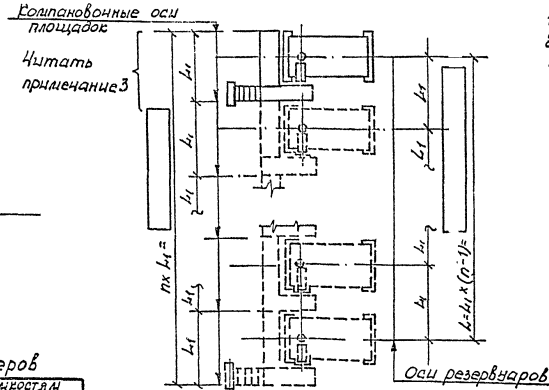 Компановочные оси
площадок
Читать
примечание 3
L1
L1
L1
L1
n x L1 =
L1
L1
L1
L1
L=L1 x (n-1)=
Оси резервуаров
еров